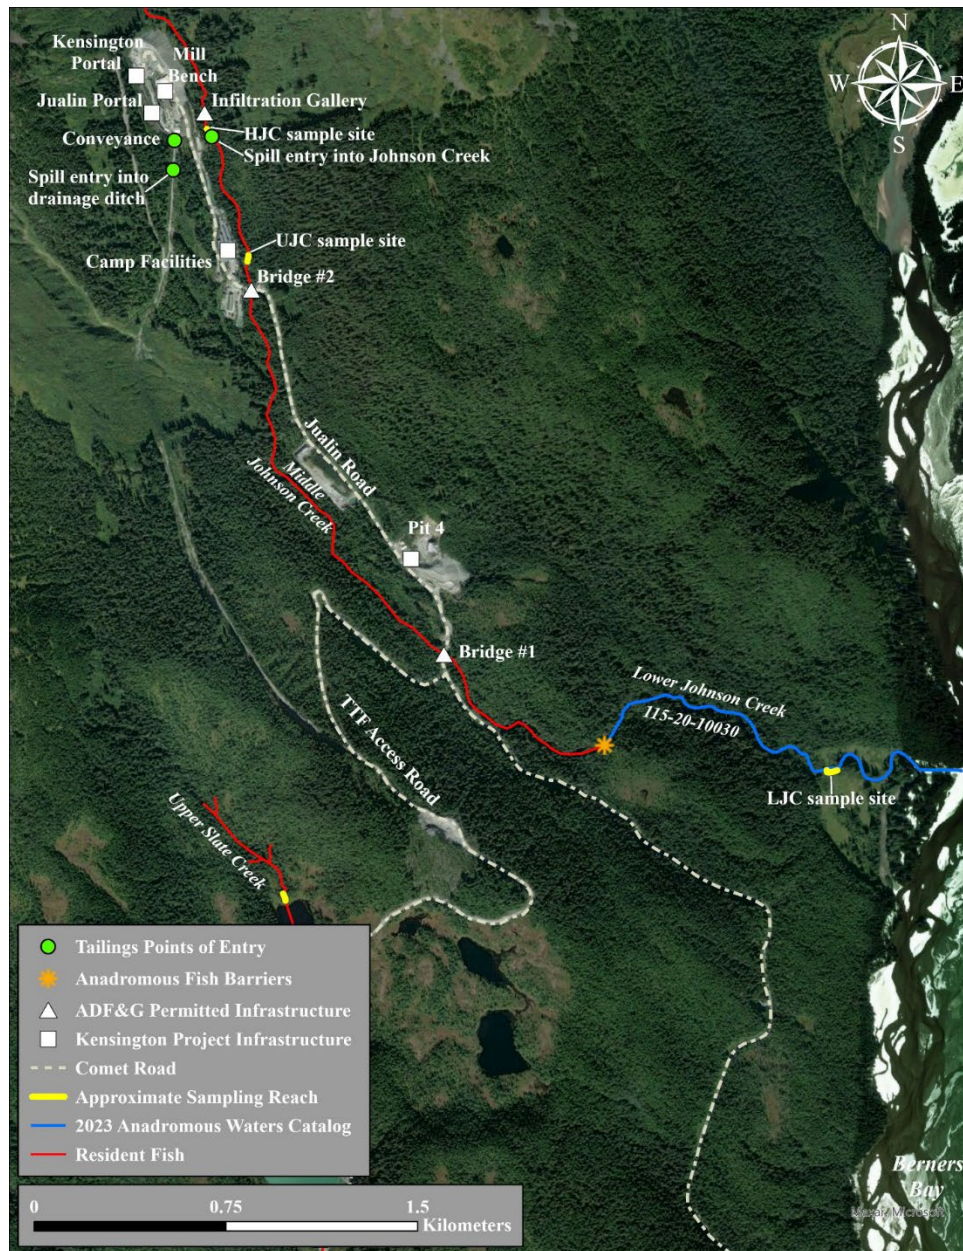 N
W
E
S
Kensington
Portal
Mill
Bench
Jualin Portal
Infiltration Gallery
HJC sample site
Conveyance
Spill entry into Johnson Creek
Spill entry into
drainage ditch
UJC sample site
Camp Facilities
Bridge #2
Jualin Road
Middle
Johnson Creek
Pit 4
Bridge #1
Lower Johnson Creek
115-20-10030
TTF Access Road
LJC sample site
Upper Slate Creek
Tailings Points of Entry
Anadromous Fish Barriers
ADF&G Permitted Infrastructure
Kensington Project Infrastructure
Comet Road
Approximate Sampling Reach
2023 Anadromous Waters Catalog
Resident Fish
0 0.75 1.5
Kilometers
Berners
Bay
Maxar, Microsoft